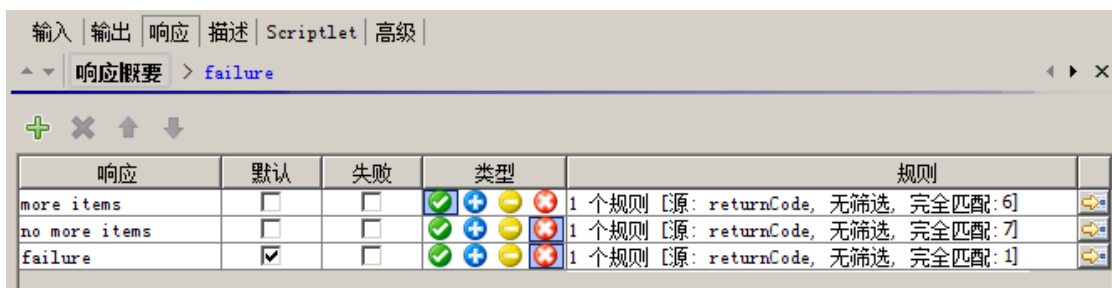 输入 输出 响应 描述 Scriptlet 高级
响应概要 > failure
响应 默认 失败 类型 规则
more items 1 个规则 [源: returnCode, 无筛选, 完全匹配:6]
no more items 1 个规则 [源: returnCode, 无筛选, 完全匹配:7]
failure 1 个规则 [源: returnCode, 无筛选, 完全匹配:1]